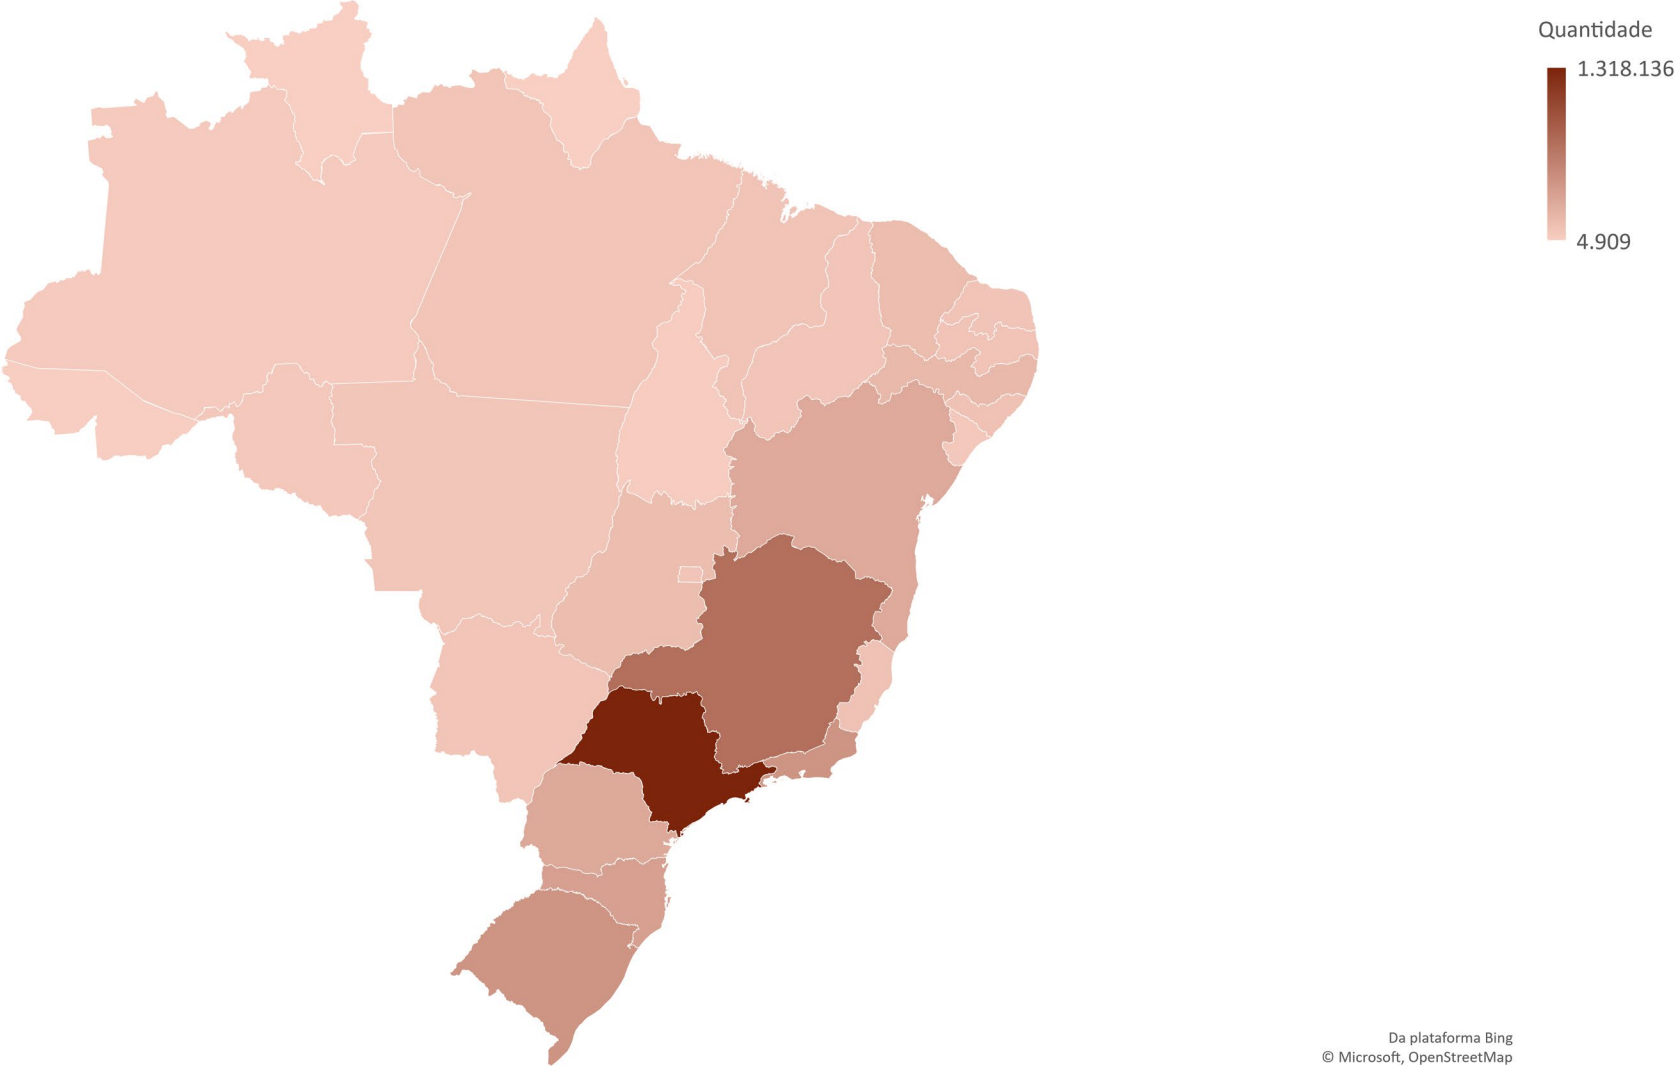 Quantidade
1.318.136
4.909
Da plataforma Bing
© Microsoft, OpenStreetMap